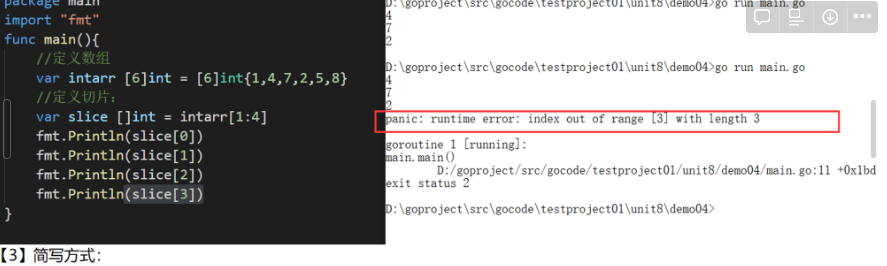 package main
import "fmt"
func main(){
//定义数组
var intarr [6]int = [6]int{1,4,7,2,5,8}
//定义切片：
var slice []int = intarr[1:4]
fmt.Println(slice[0])
fmt.Println(slice[1])
fmt.Println(slice[2])
fmt.Println(slice[3])
}
D:\goproject\src\gocode\testproject01\unit8\demo04>go run main.go
4
7
2
D:\goproject\src\gocode\testproject01\unit8\demo04>go run main.go
4
7
2
panic: runtime error: index out of range [3] with length 3
goroutine 1 [running]:
main.main()
D:/goproject/src/gocode/testproject01/unit8/demo04/main.go:11 +0x1bd
exit status 2
D:\goproject\src\gocode\testproject01\unit8\demo04>
【3】简写方式：